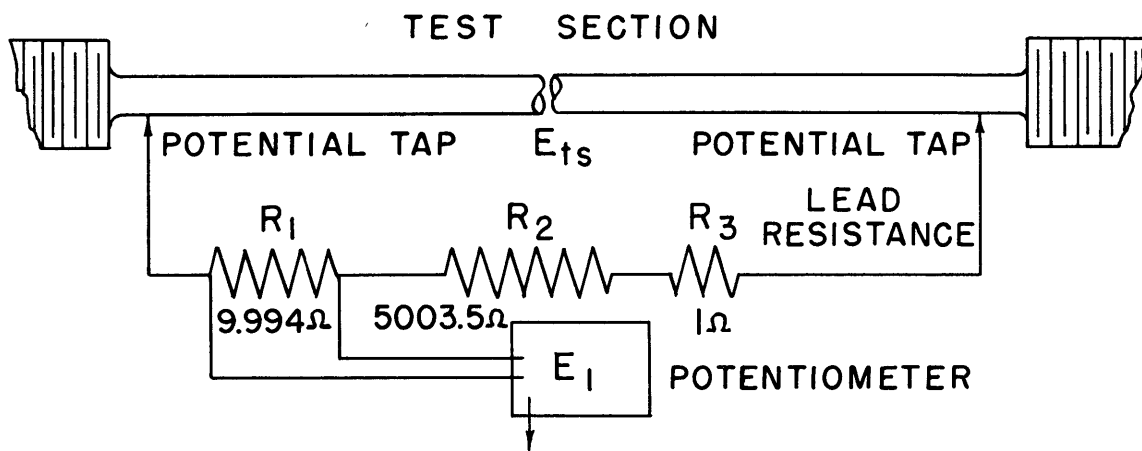 TEST SECTION
POTENTIAL TAP
E_ts
POTENTIAL TAP
LEAD
RESISTANCE
R_1
R_2
R_3
9.994Ω
5003.5Ω
1Ω
E_1
POTENTIOMETER